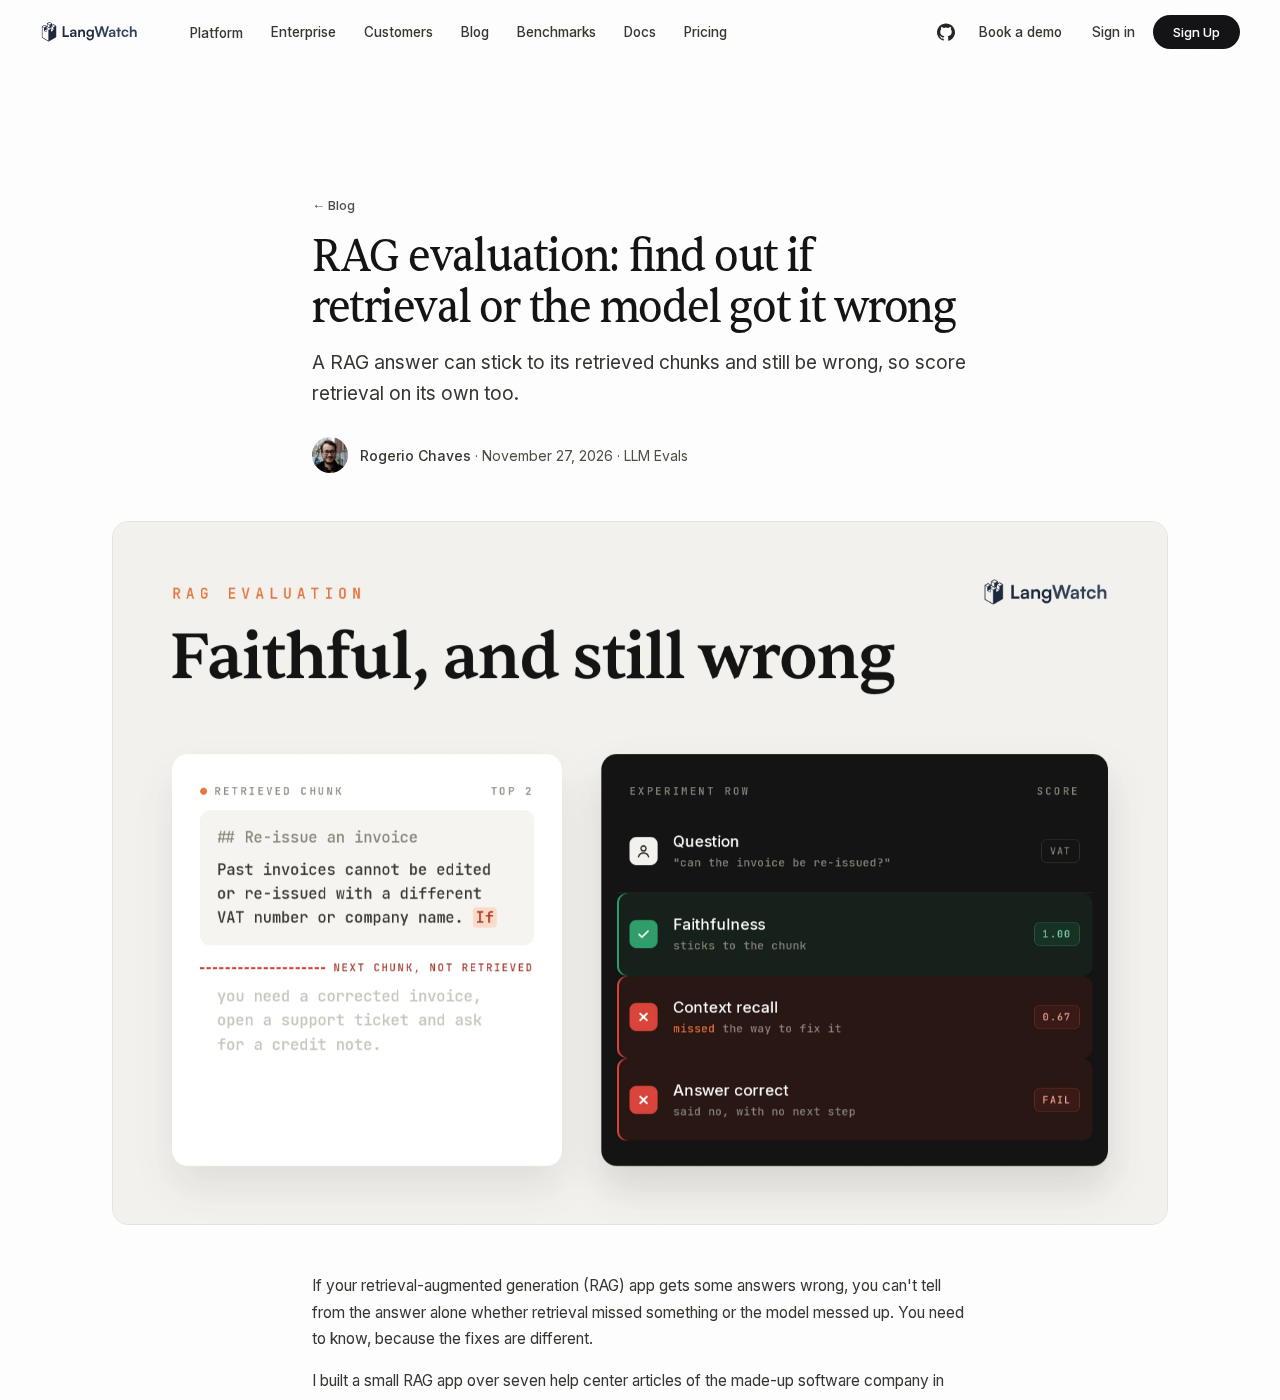 LangWatch
Platform
Enterprise
Customers
Blog
Benchmarks
Docs
Pricing
Book a demo
Sign in
Sign Up
← Blog
RAG evaluation: find out if
retrieval or the model got it wrong
A RAG answer can stick to its retrieved chunks and still be wrong, so score
retrieval on its own too.
Rogerio Chaves · November 27, 2026 · LLM Evals
RAG EVALUATION
LangWatch
Faithful, and still wrong
RETRIEVED CHUNK
TOP 2
## Re-issue an invoice
Past invoices cannot be edited
or re-issued with a different
VAT number or company name. If
NEXT CHUNK, NOT RETRIEVED
you need a corrected invoice,
open a support ticket and ask
for a credit note.
EXPERIMENT ROW
SCORE
Question
"can the invoice be re-issued?"
VAT
Faithfulness
sticks to the chunk
1.00
Context recall
missed the way to fix it
0.67
Answer correct
said no, with no next step
FAIL
If your retrieval-augmented generation (RAG) app gets some answers wrong, you can't tell
from the answer alone whether retrieval missed something or the model messed up. You need
to know, because the fixes are different.
I built a small RAG app over seven help center articles of the made-up software company in